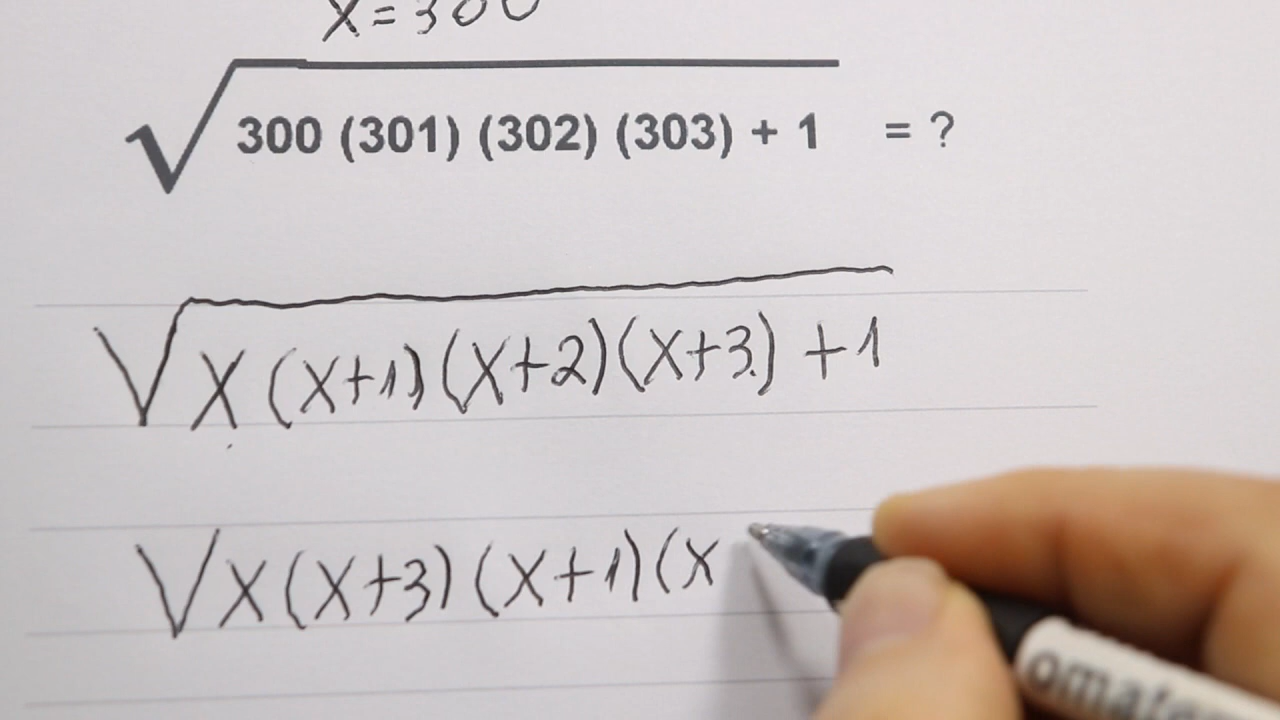 x=300
√300 (301) (302) (303) + 1 = ?
√x(x+1)(x+2)(x+3)+1
√x(x+3)(x+1)(x